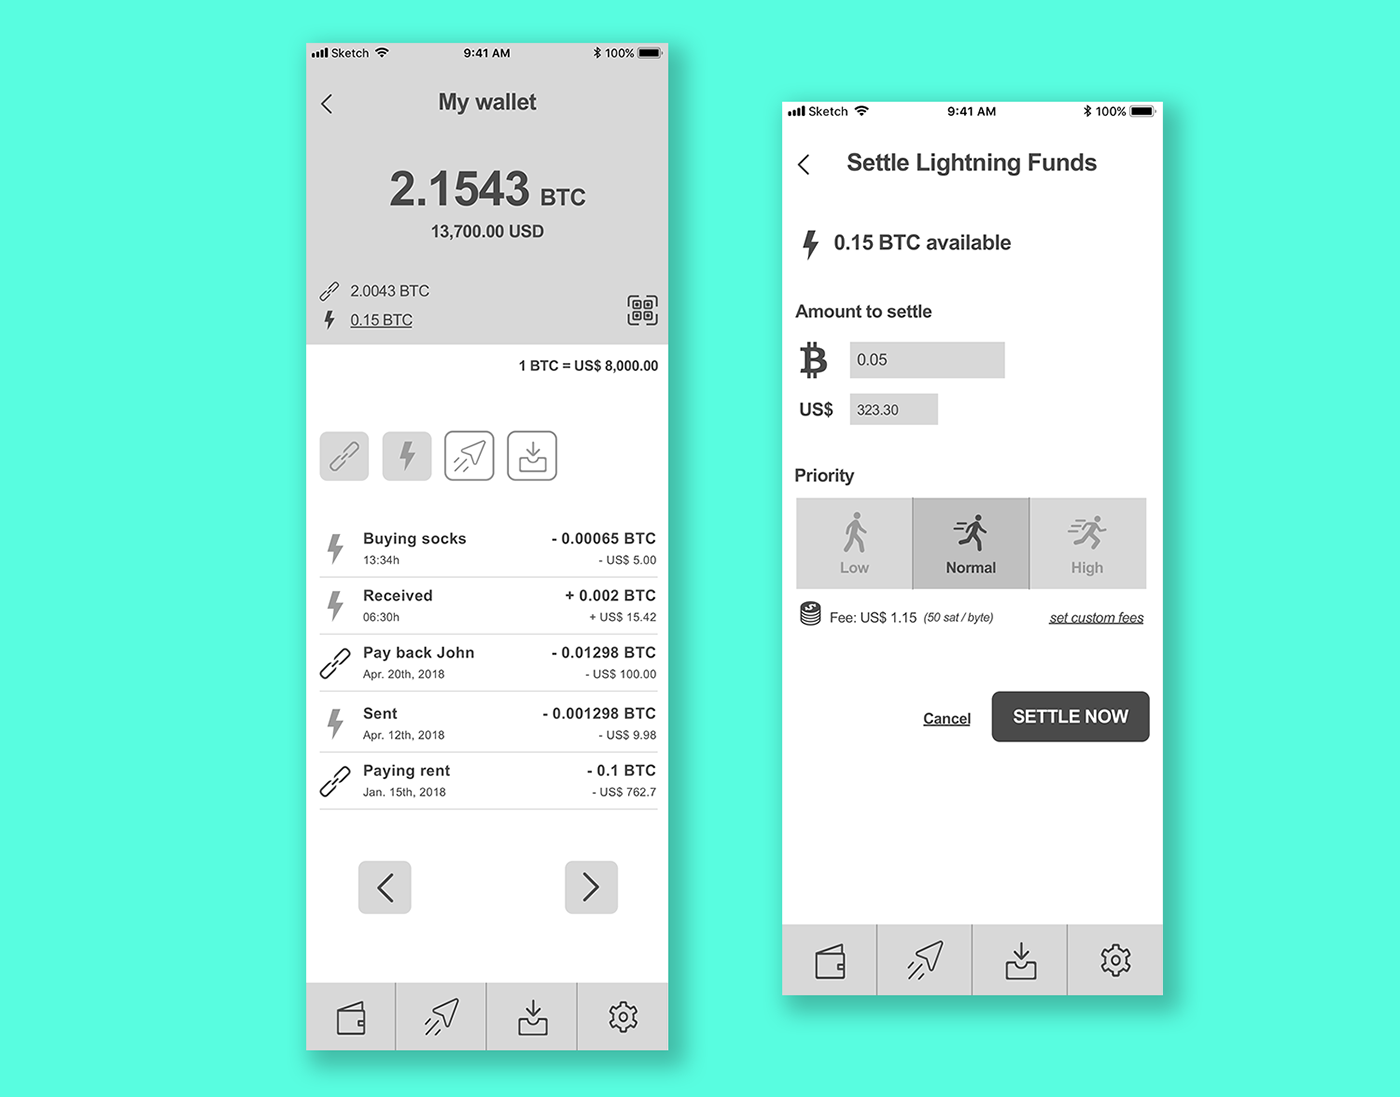 Sketch 9:41 AM 100%
My wallet
2.1543 BTC
13,700.00 USD
2.0043 BTC
0.15 BTC
1 BTC = US$ 8,000.00
Buying socks - 0.00065 BTC
13:34h - US$ 5.00
Received + 0.002 BTC
06:30h + US$ 15.42
Pay back John - 0.01298 BTC
Apr. 20th, 2018 - US$ 100.00
Sent - 0.001298 BTC
Apr. 12th, 2018 - US$ 9.98
Paying rent - 0.1 BTC
Jan. 15th, 2018 - US$ 762.7
Sketch 9:41 AM 100%
Settle Lightning Funds
0.15 BTC available
Amount to settle
0.05
US$ 323.30
Priority
Low Normal High
Fee: US$ 1.15 (50 sat / byte) set custom fees
Cancel SETTLE NOW